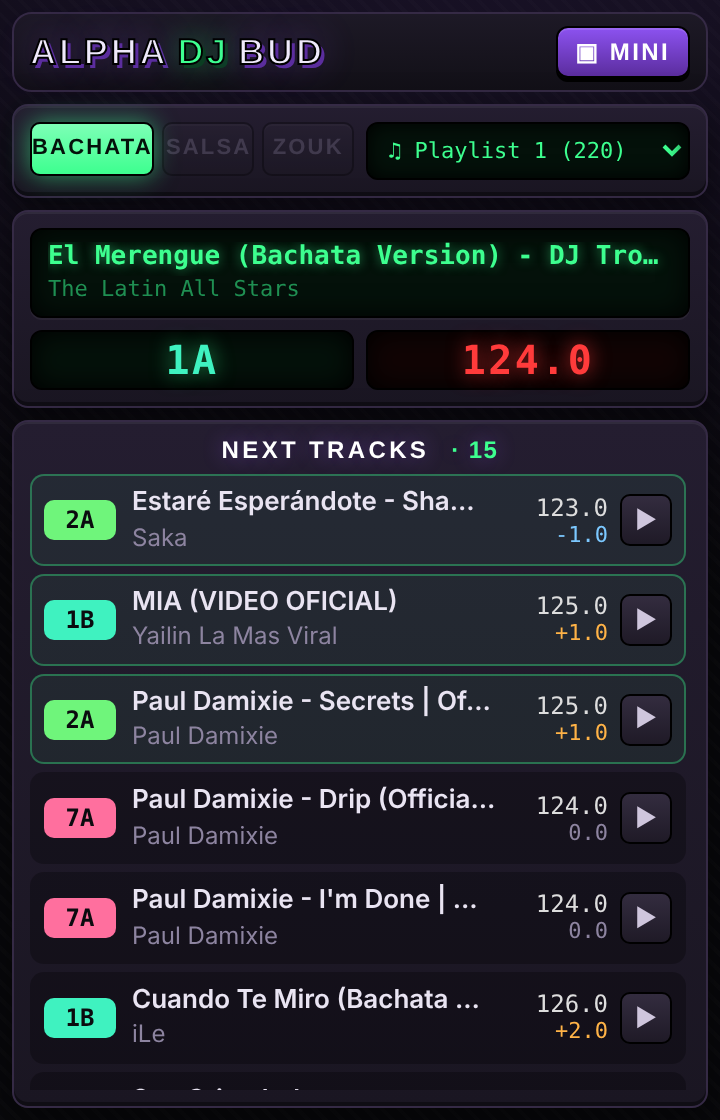 ALPHA DJ BUD
▣ MINI
BACHATA SALSA ZOUK ♫ Playlist 1 (220)
El Merengue (Bachata Version) - DJ Tro…
The Latin All Stars
1A 124.0
NEXT TRACKS · 15
2A Estaré Esperándote - Sha… 123.0
Saka -1.0
1B MIA (VIDEO OFICIAL) 125.0
Yailin La Mas Viral +1.0
2A Paul Damixie - Secrets | Of… 125.0
Paul Damixie +1.0
7A Paul Damixie - Drip (Officia… 124.0
Paul Damixie 0.0
7A Paul Damixie - I'm Done | … 124.0
Paul Damixie 0.0
1B Cuando Te Miro (Bachata … 126.0
iLe +2.0